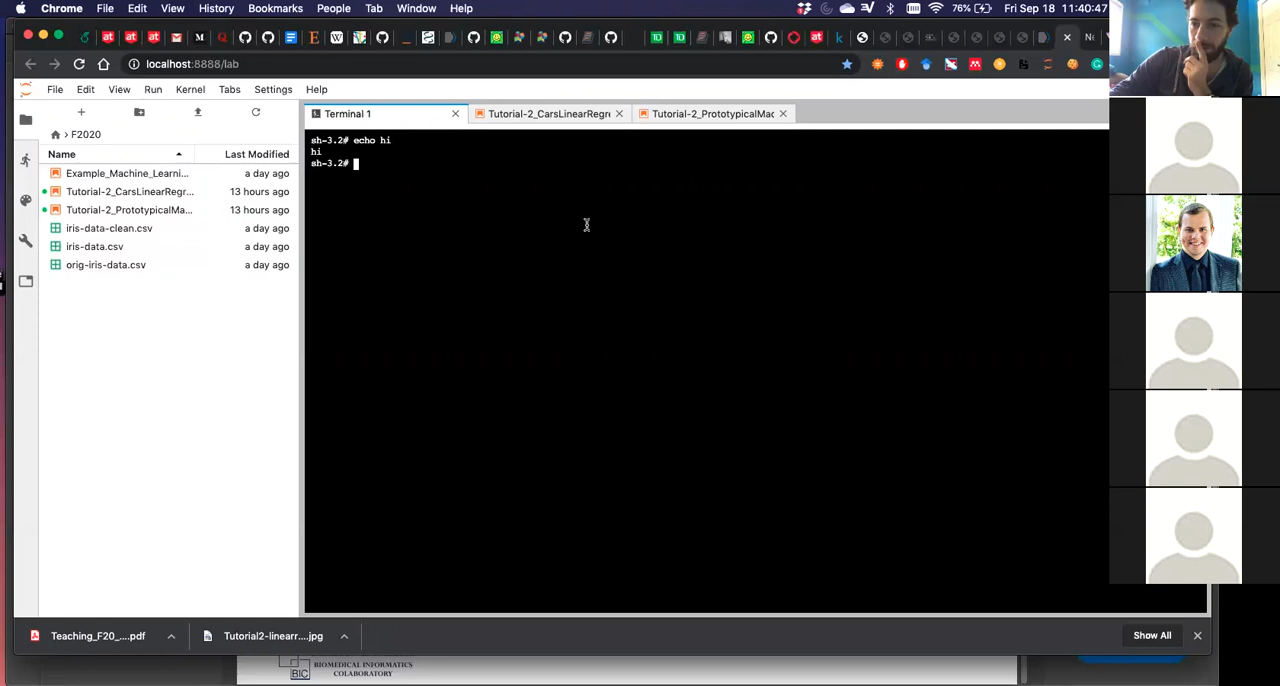 Chrome File Edit View History Bookmarks People Tab Window Help 76% Fri Sep 18 11:40:47
localhost:8888/lab
File Edit View Run Kernel Tabs Settings Help
Terminal 1 Tutorial-2_CarsLinearRegre Tutorial-2_PrototypicalMac
F2020
Name Last Modified
Example_Machine_Learni... a day ago
Tutorial-2_CarsLinearRegr... 13 hours ago
Tutorial-2_PrototypicalMa... 13 hours ago
iris-data-clean.csv a day ago
iris-data.csv a day ago
orig-iris-data.csv a day ago
sh-3.2# echo hi
hi
sh-3.2#
Teaching_F20_....pdf Tutorial2-linearr....jpg Show All
BIC
BIOMEDICAL INFORMATICS
COLABORATORY